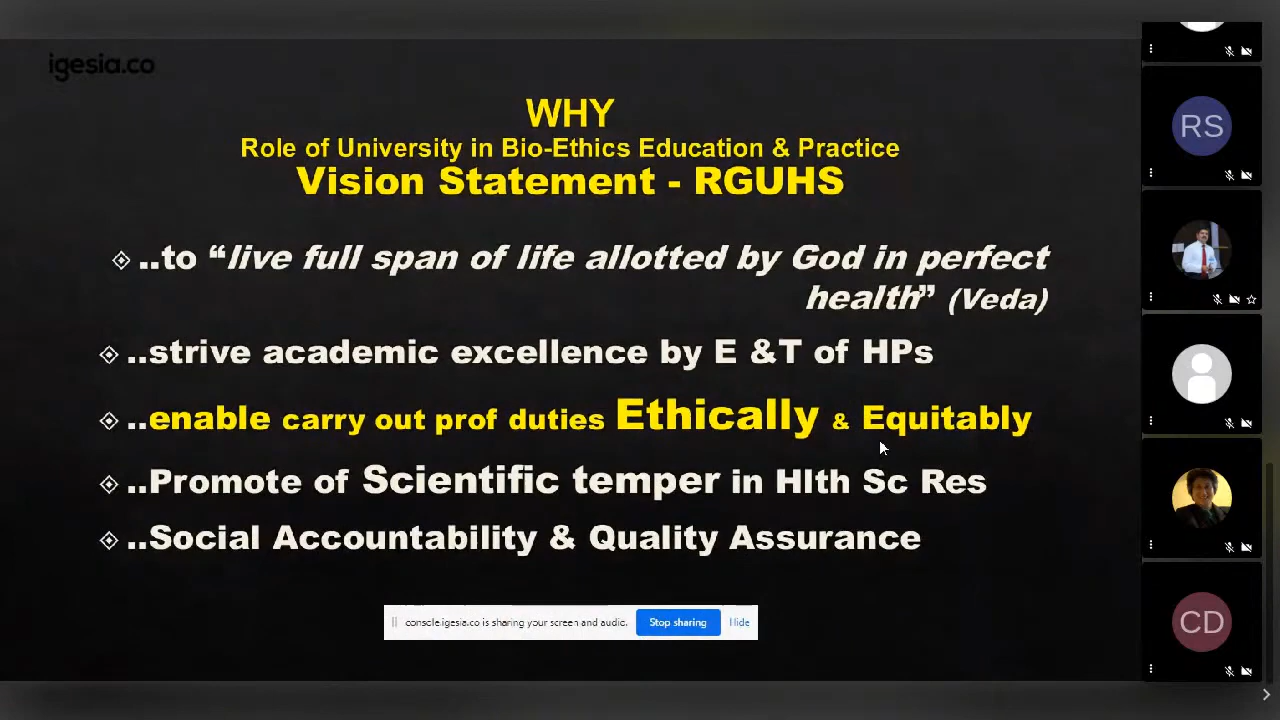 igesia.co
WHY
Role of University in Bio-Ethics Education & Practice
Vision Statement - RGUHS
..to “live full span of life allotted by God in perfect
health” (Veda)
..strive academic excellence by E &T of HPs
..enable carry out prof duties Ethically & Equitably
..Promote of Scientific temper in Hlth Sc Res
..Social Accountability & Quality Assurance
console.igesia.co is sharing your screen and audio. Stop sharing Hide
RS
CD